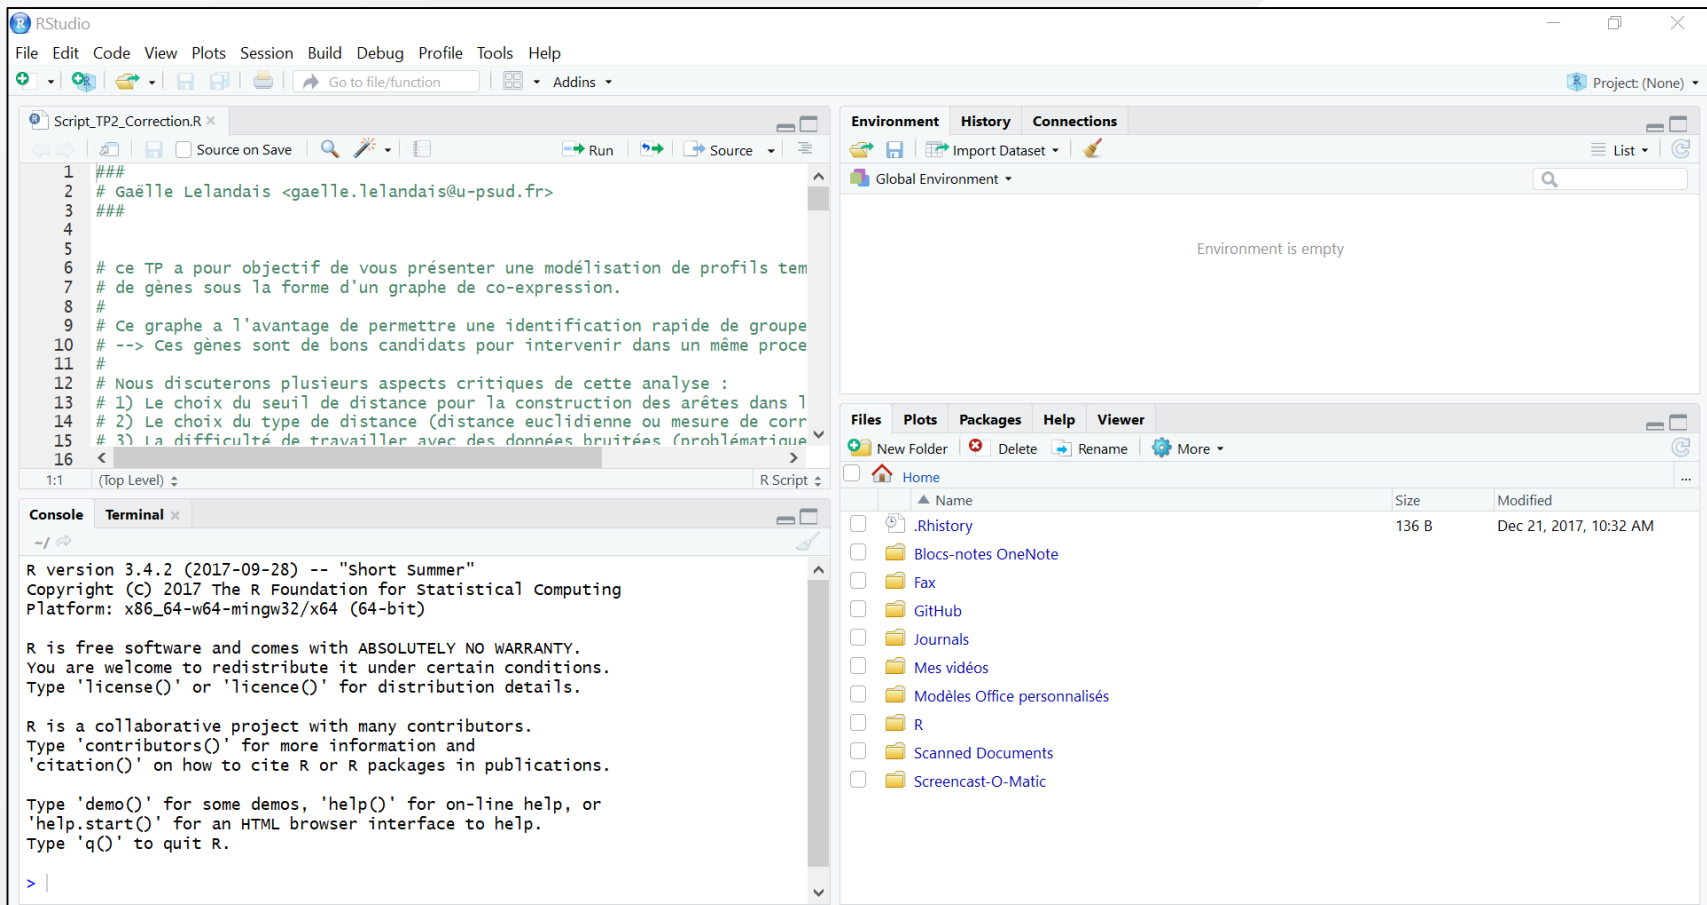 RStudio
File Edit Code View Plots Session Build Debug Profile Tools Help
Go to file/function
Addins
Project: (None)
Script_TP2_Correction.R
Source on Save
Run
Source
1 ###
2 # Gaëlle Lelandais <gaelle.lelandais@u-psud.fr>
3 ###
4
5
6 # ce TP a pour objectif de vous présenter une modélisation de profils tem
7 # de gènes sous la forme d'un graphe de co-expression.
8 #
9 # Ce graphe a l'avantage de permettre une identification rapide de groupe
10 # --> Ces gènes sont de bons candidats pour intervenir dans un même proce
11 #
12 # Nous discuterons plusieurs aspects critiques de cette analyse :
13 # 1) Le choix du seuil de distance pour la construction des arêtes dans l
14 # 2) Le choix du type de distance (distance euclidienne ou mesure de corr
15 # 3) La difficulté de travailler avec des données bruitées (problématique
16
1:1 (Top Level) R Script
Console Terminal
~/
R version 3.4.2 (2017-09-28) -- "Short Summer"
Copyright (C) 2017 The R Foundation for Statistical Computing
Platform: x86_64-w64-mingw32/x64 (64-bit)
R is free software and comes with ABSOLUTELY NO WARRANTY.
You are welcome to redistribute it under certain conditions.
Type 'license()' or 'licence()' for distribution details.
R is a collaborative project with many contributors.
Type 'contributors()' for more information and
'citation()' on how to cite R or R packages in publications.
Type 'demo()' for some demos, 'help()' for on-line help, or
'help.start()' for an HTML browser interface to help.
Type 'q()' to quit R.
>
Environment History Connections
Import Dataset
List
Global Environment
Environment is empty
Files Plots Packages Help Viewer
New Folder Delete Rename More
Home ...
Name Size Modified
.Rhistory 136 B Dec 21, 2017, 10:32 AM
Blocs-notes OneNote
Fax
GitHub
Journals
Mes vidéos
Modèles Office personnalisés
R
Scanned Documents
Screencast-O-Matic